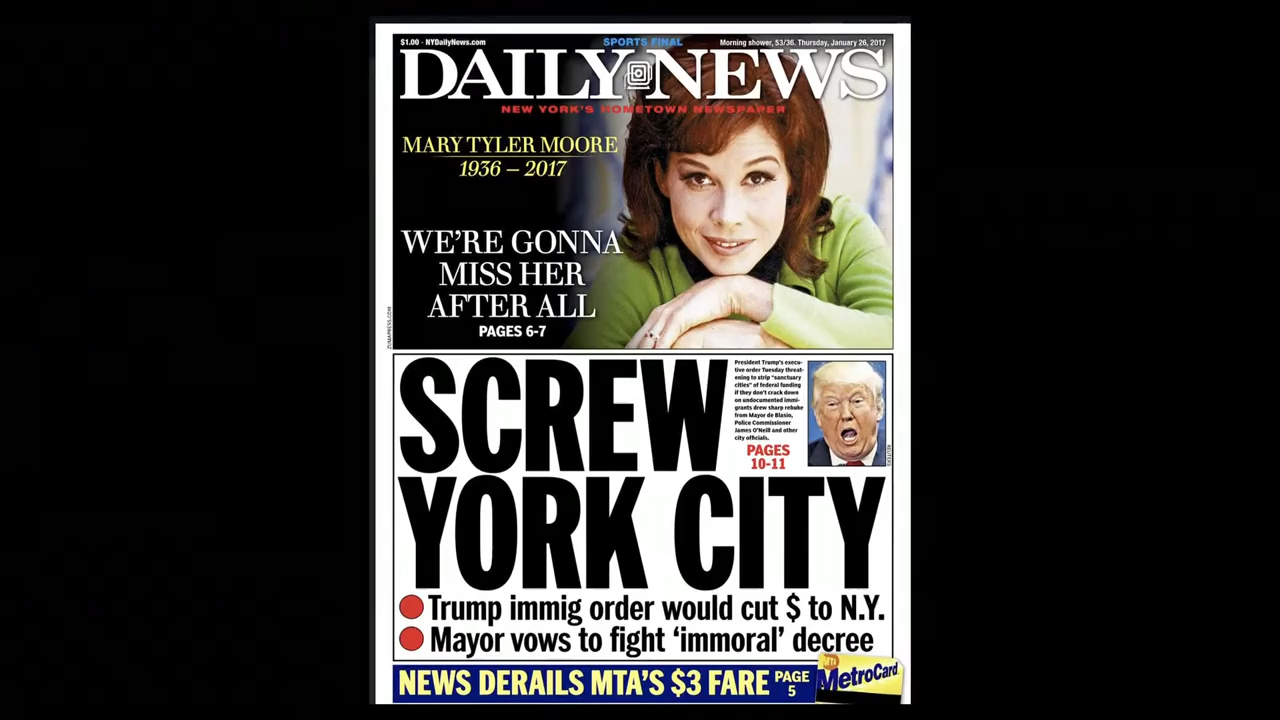 $1.00 · NYDailyNews.com
SPORTS FINAL
Morning shower, 53/36. Thursday, January 26, 2017
DAILY NEWS
NEW YORK'S HOMETOWN NEWSPAPER
MARY TYLER MOORE
1936 – 2017
WE'RE GONNA
MISS HER
AFTER ALL
PAGES 6-7
ZUMAPRESS.COM
SCREW
YORK CITY
President Trump's execu-
tive order Tuesday threat-
ening to strip "sanctuary
cities" of federal funding
if they don't crack down
on undocumented immi-
grants drew sharp rebuke
from Mayor de Blasio,
Police Commissioner
James O'Neill and other
city officials.
PAGES
10-11
REUTERS
Trump immig order would cut $ to N.Y.
Mayor vows to fight ‘immoral’ decree
NEWS DERAILS MTA'S $3 FARE
PAGE
5
MTA
MetroCard